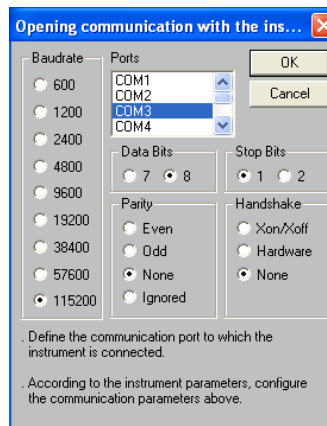 Opening communication with the ins...
Baudrate
600
1200
2400
4800
9600
19200
38400
57600
115200
Ports
COM1
COM2
COM3
COM4
OK
Cancel
Data Bits
7 8
Stop Bits
1 2
Parity
Even
Odd
None
Ignored
Handshake
Xon/Xoff
Hardware
None
. Define the communication port to which the
instrument is connected.
. According to the instrument parameters, configure
the communication parameters above.